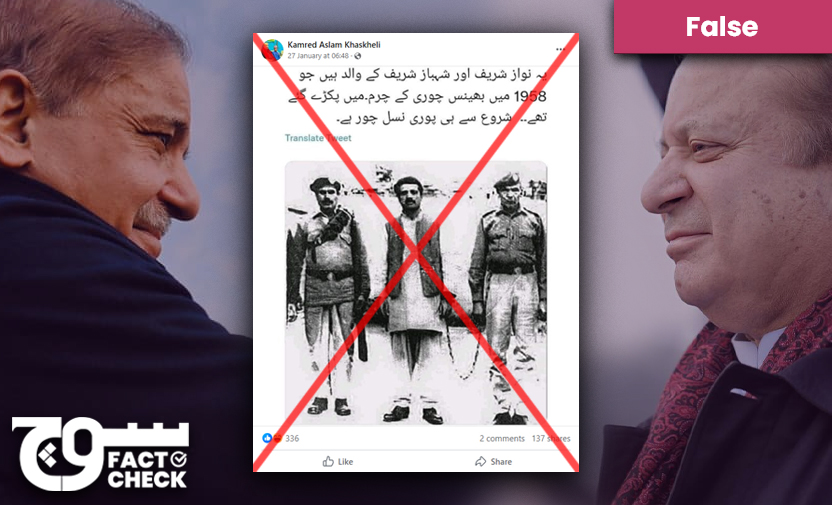 False
Kamred Aslam Khaskheli
27 January at 06:48 ·
یہ نواز شریف اور شہباز شریف کے والد ہیں جو
1958 میں بھینس چوری کے جرم.میں پکڑے گئے
تھے... شروع سے ہی پوری نسل چور ہے۔
Translate Tweet
336
2 comments 137 shares
Like
Share
سوچ
FACT
CHECK